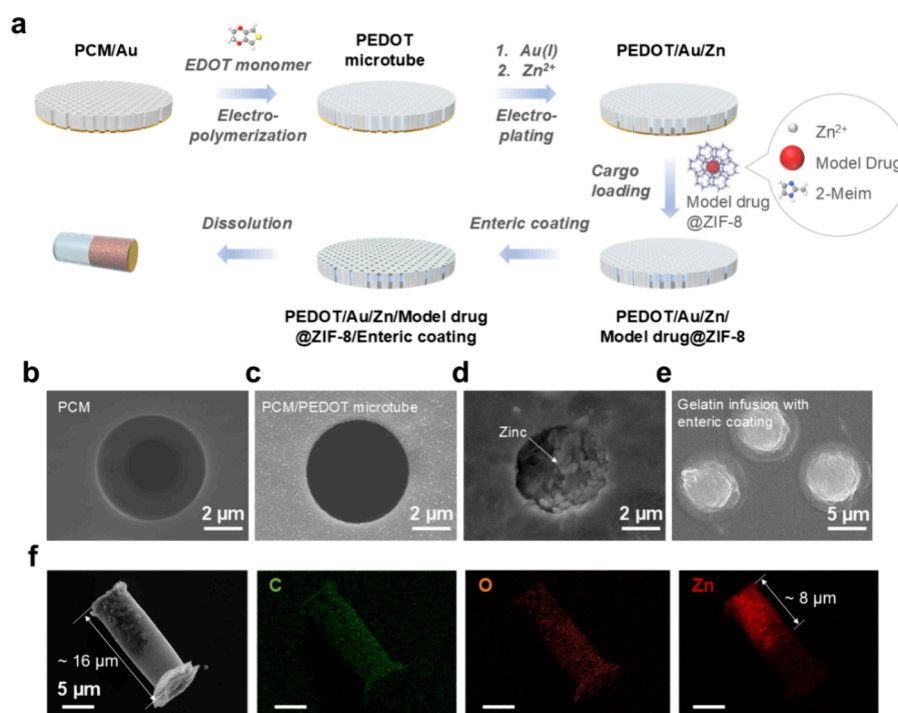 a
PCM/Au
EDOT monomer
Electro-
polymerization
PEDOT
microtube
1. Au(I)
2. Zn²⁺
Electro-
plating
PEDOT/Au/Zn
Cargo
loading
Model drug
@ZIF-8
Zn²⁺
Model Drug
2-Meim
Dissolution
Enteric coating
PEDOT/Au/Zn/Model drug
@ZIF-8/Enteric coating
PEDOT/Au/Zn/
Model drug@ZIF-8
b
PCM
2 µm
c
PCM/PEDOT microtube
2 µm
d
Zinc
2 µm
e
Gelatin infusion with
enteric coating
5 µm
f
~ 16 µm
5 µm
C
O
Zn
~ 8 µm